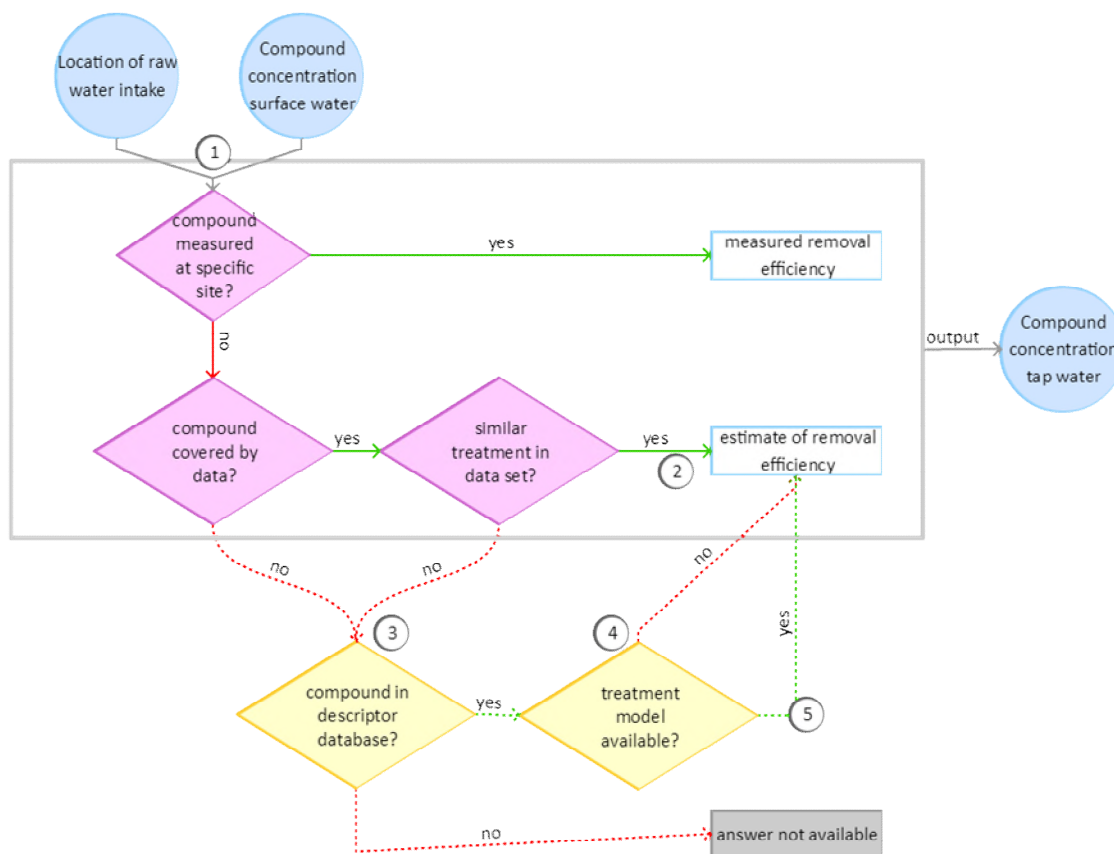 Location of raw
water intake
Compound
concentration
surface water
1
compound
measured
at specific
site?
yes
measured removal
efficiency
no
output
Compound
concentration
tap water
compound
covered by
data?
yes
similar
treatment in
data set?
yes
2
estimate of removal
efficiency
no
no
no
yes
3
4
compound in
descriptor
database?
yes
treatment
model
available?
5
no
answer not available